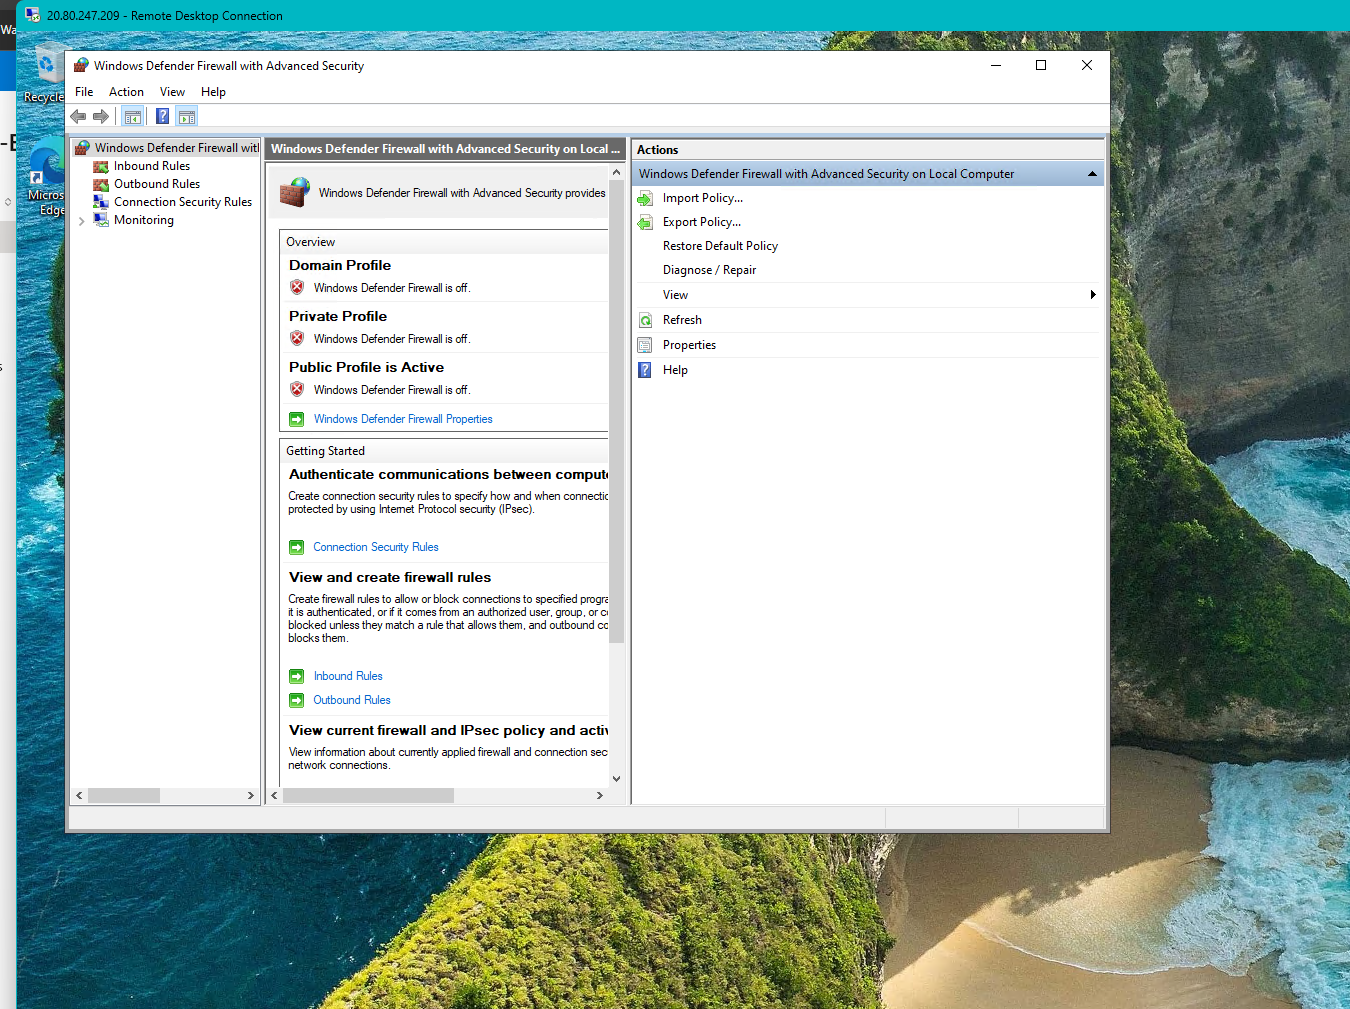 20.80.247.209 - Remote Desktop Connection
Wa
Recycle
-E
Micros
Edge
s
Windows Defender Firewall with Advanced Security
File Action View Help
Windows Defender Firewall wit
Inbound Rules
Outbound Rules
Connection Security Rules
Monitoring
Windows Defender Firewall with Advanced Security on Local ...
Windows Defender Firewall with Advanced Security provides
Overview
Domain Profile
Windows Defender Firewall is off.
Private Profile
Windows Defender Firewall is off.
Public Profile is Active
Windows Defender Firewall is off.
Windows Defender Firewall Properties
Getting Started
Authenticate communications between compute
Create connection security rules to specify how and when connectio
protected by using Internet Protocol security (IPsec).
Connection Security Rules
View and create firewall rules
Create firewall rules to allow or block connections to specified progra
it is authenticated, or if it comes from an authorized user, group, or co
blocked unless they match a rule that allows them, and outbound co
blocks them.
Inbound Rules
Outbound Rules
View current firewall and IPsec policy and activ
View information about currently applied firewall and connection sec
network connections.
Actions
Windows Defender Firewall with Advanced Security on Local Computer
Import Policy...
Export Policy...
Restore Default Policy
Diagnose / Repair
View
Refresh
Properties
Help